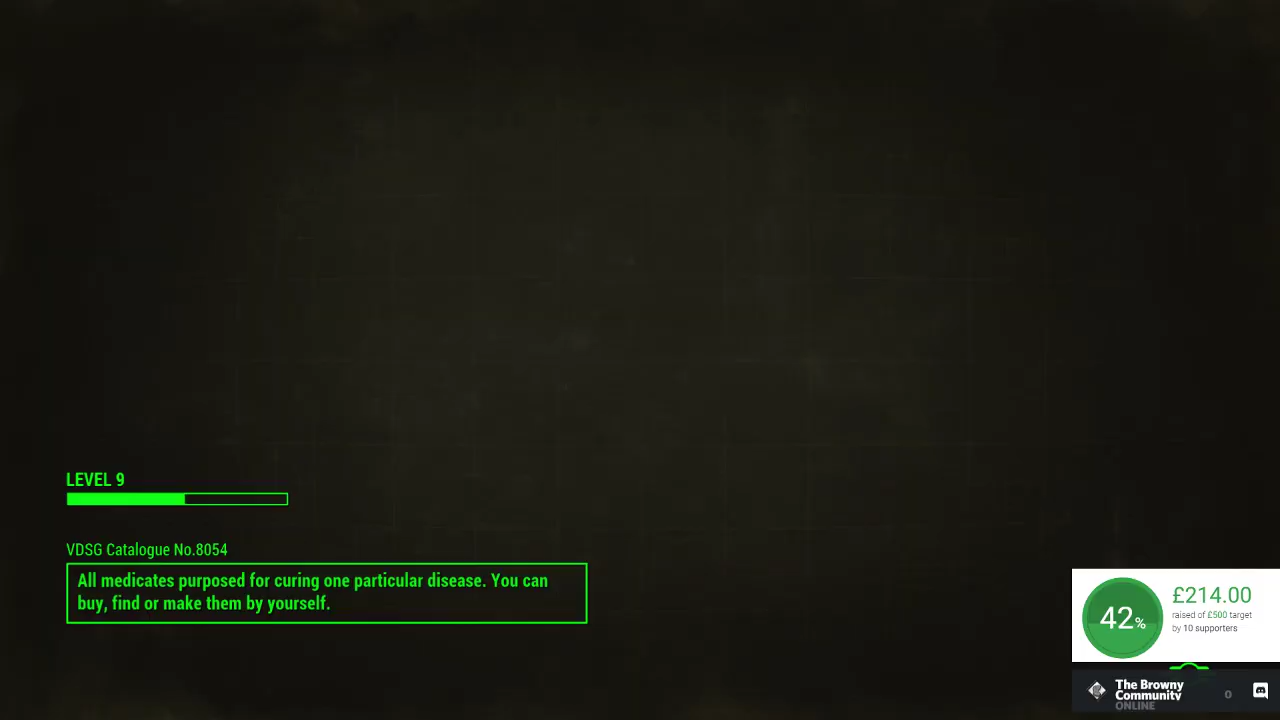 LEVEL 9
VDSG Catalogue No.8054
All medicates purposed for curing one particular disease. You can
buy, find or make them by yourself.
42%
£214.00
raised of £500 target
by 10 supporters
The Browny
Community
ONLINE
0